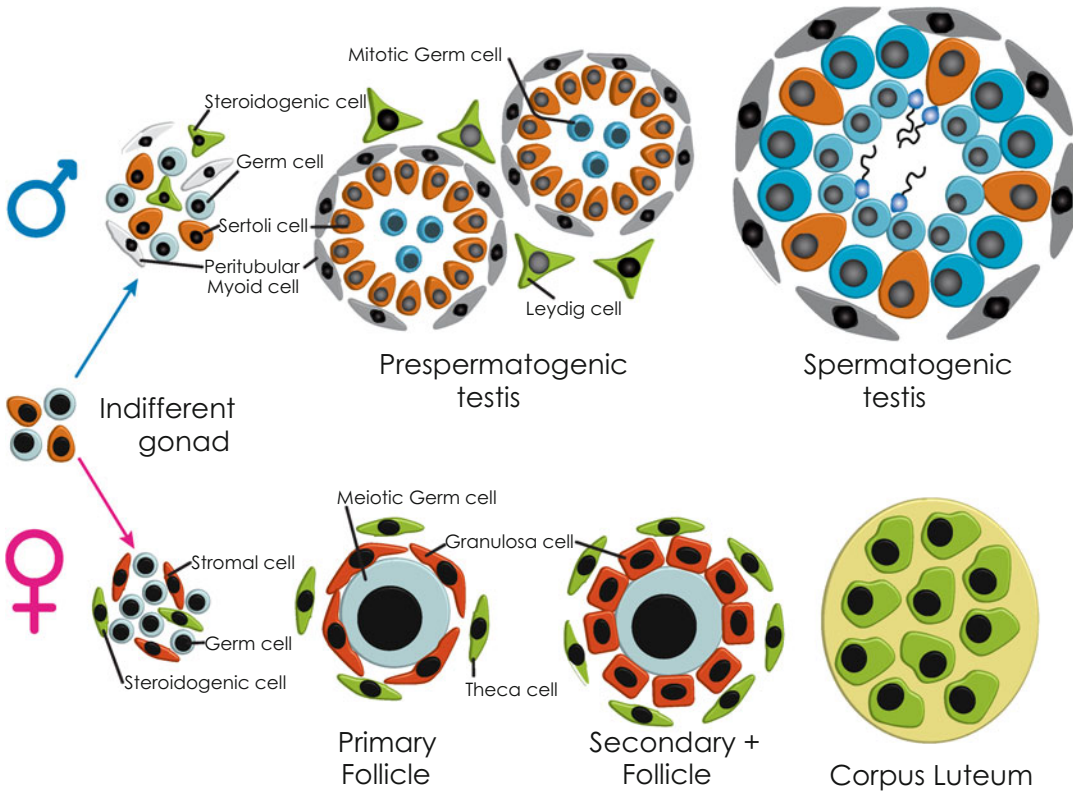 Mitotic Germ cell
Steroidogenic cell
Germ cell
Sertoli cell
Peritubular
Myoid cell
Leydig cell
Prespermatogenic
testis
Spermatogenic
testis
Indifferent
gonad
Meiotic Germ cell
Stromal cell
Granulosa cell
Germ cell
Steroidogenic cell
Theca cell
Primary
Follicle
Secondary +
Follicle
Corpus Luteum